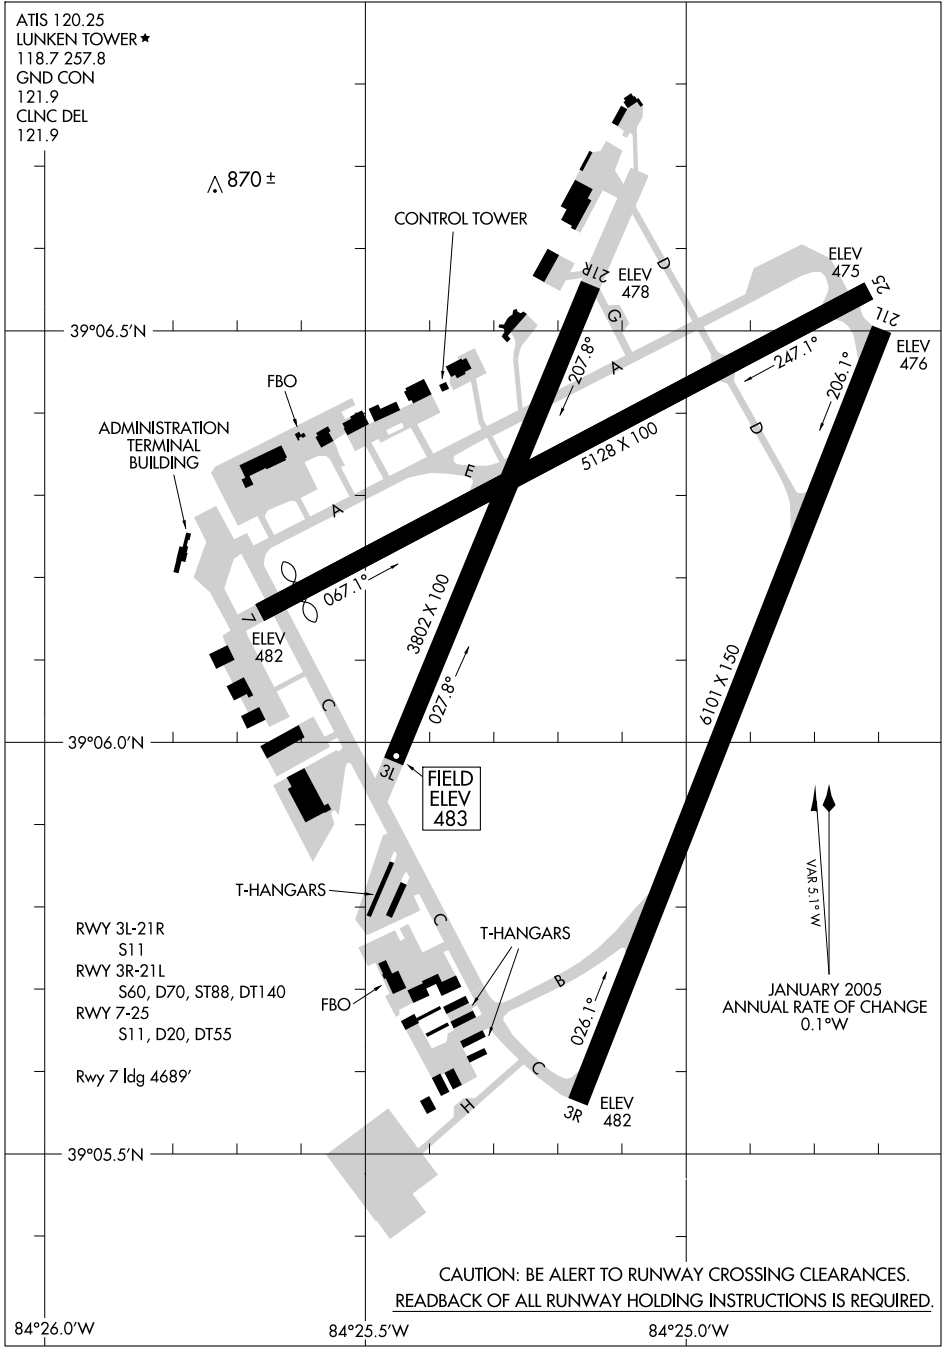 ATIS 120.25
LUNKEN TOWER★
118.7 257.8
GND CON
121.9
CLNC DEL
121.9
870 ±
CONTROL TOWER
D
ELEV
475
25
21R
ELEV
478
21L
39°06.5'N
G
ELEV
476
207.8°
247.1°
206.1°
A
FBO
ADMINISTRATION
TERMINAL
BUILDING
D
5128 X 100
E
A
067.1°
7
ELEV
482
3802 X 100
027.8°
6101 X 150
C
39°06.0'N
3L
FIELD
ELEV
483
VAR 5.1° W
T-HANGARS
C
T-HANGARS
RWY 3L-21R
S11
RWY 3R-21L
S60, D70, ST88, DT140
RWY 7-25
S11, D20, DT55
Rwy 7 ldg 4689'
FBO
B
026.1°
JANUARY 2005
ANNUAL RATE OF CHANGE
0.1°W
C
H
3R
ELEV
482
39°05.5'N
CAUTION: BE ALERT TO RUNWAY CROSSING CLEARANCES.
READBACK OF ALL RUNWAY HOLDING INSTRUCTIONS IS REQUIRED.
84°26.0'W
84°25.5'W
84°25.0'W